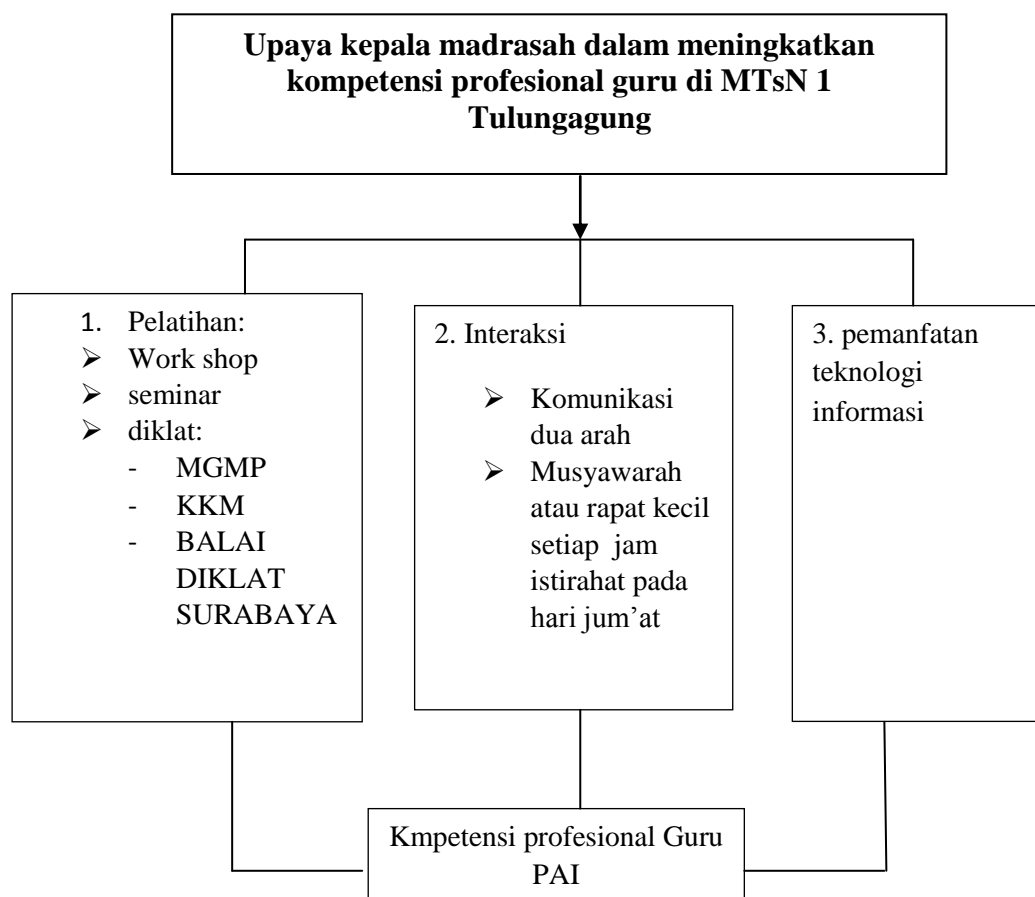 Upaya kepala madrasah dalam meningkatkan
kompetensi profesional guru di MTsN 1
Tulungagung
1. Pelatihan:
➢ Work shop
➢ seminar
➢ diklat:
- MGMP
- KKM
- BALAI
DIKLAT
SURABAYA
2. Interaksi
➢ Komunikasi
dua arah
➢ Musyawarah
atau rapat kecil
setiap jam
istirahat pada
hari jum’at
3. pemanfatan
teknologi
informasi
Kmpetensi profesional Guru
PAI